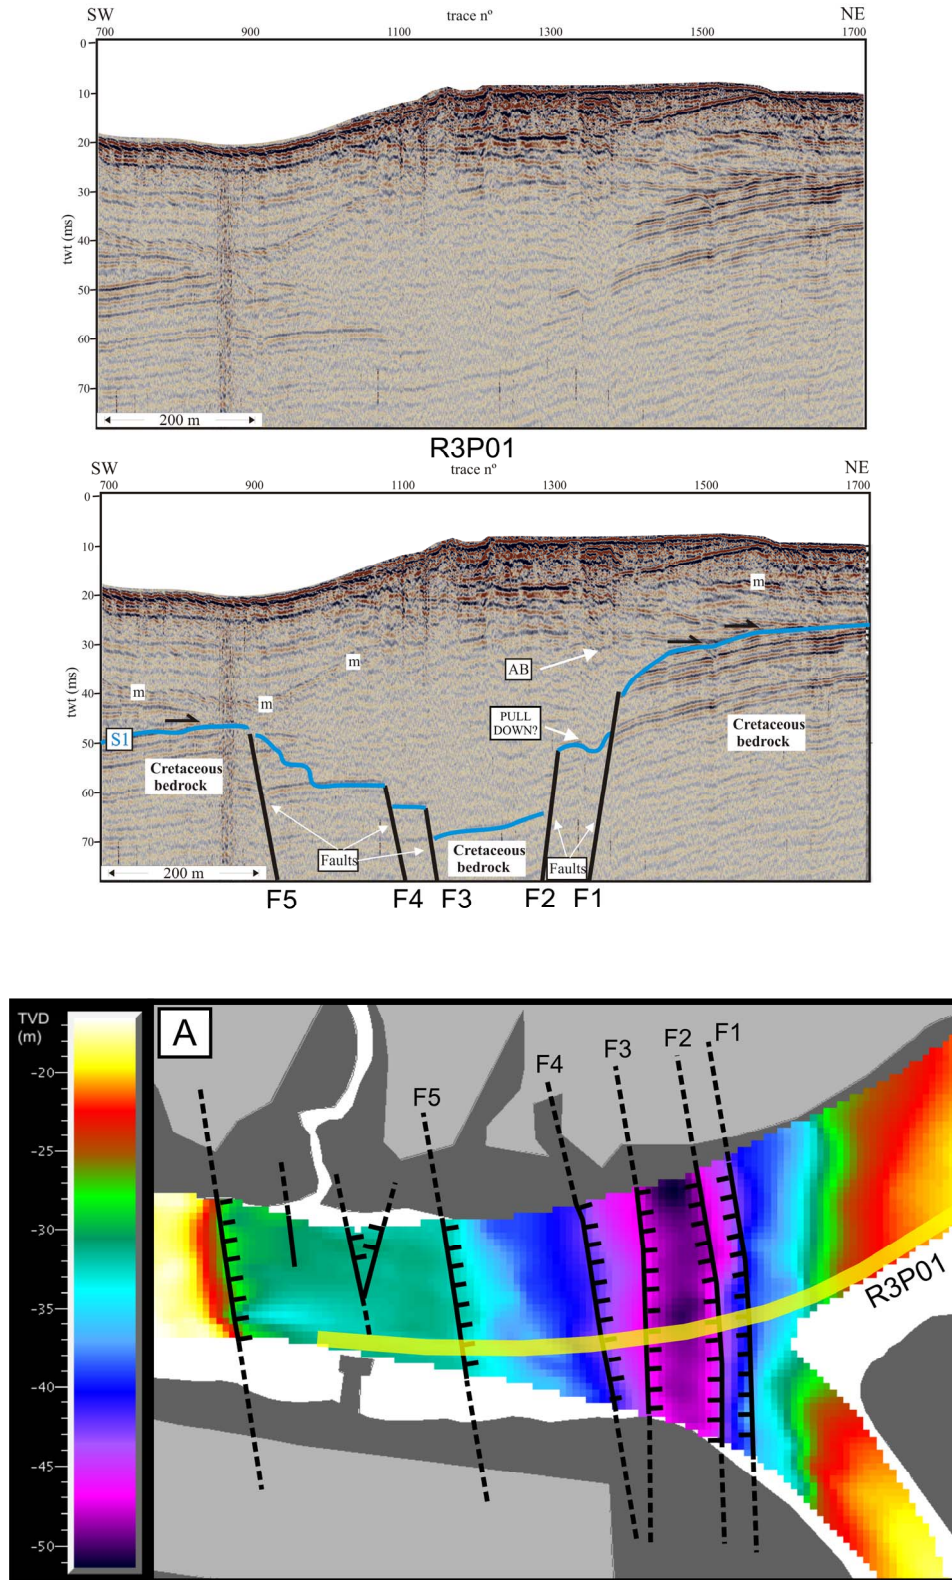 SW
trace nº
NE
700
900
1100
1300
1500
1700
0
10
20
30
40
50
60
70
twt (ms)
200 m
R3P01
SW
trace nº
NE
700
900
1100
1300
1500
1700
0
10
20
30
40
50
60
70
twt (ms)
m
m
m
m
AB
PULL
DOWN?
S1
Cretaceous
bedrock
Cretaceous
bedrock
Cretaceous
bedrock
Faults
Faults
200 m
F5
F4
F3
F2
F1
TVD
(m)
-20
-25
-30
-35
-40
-45
-50
A
F5
F4
F3
F2
F1
R3P01